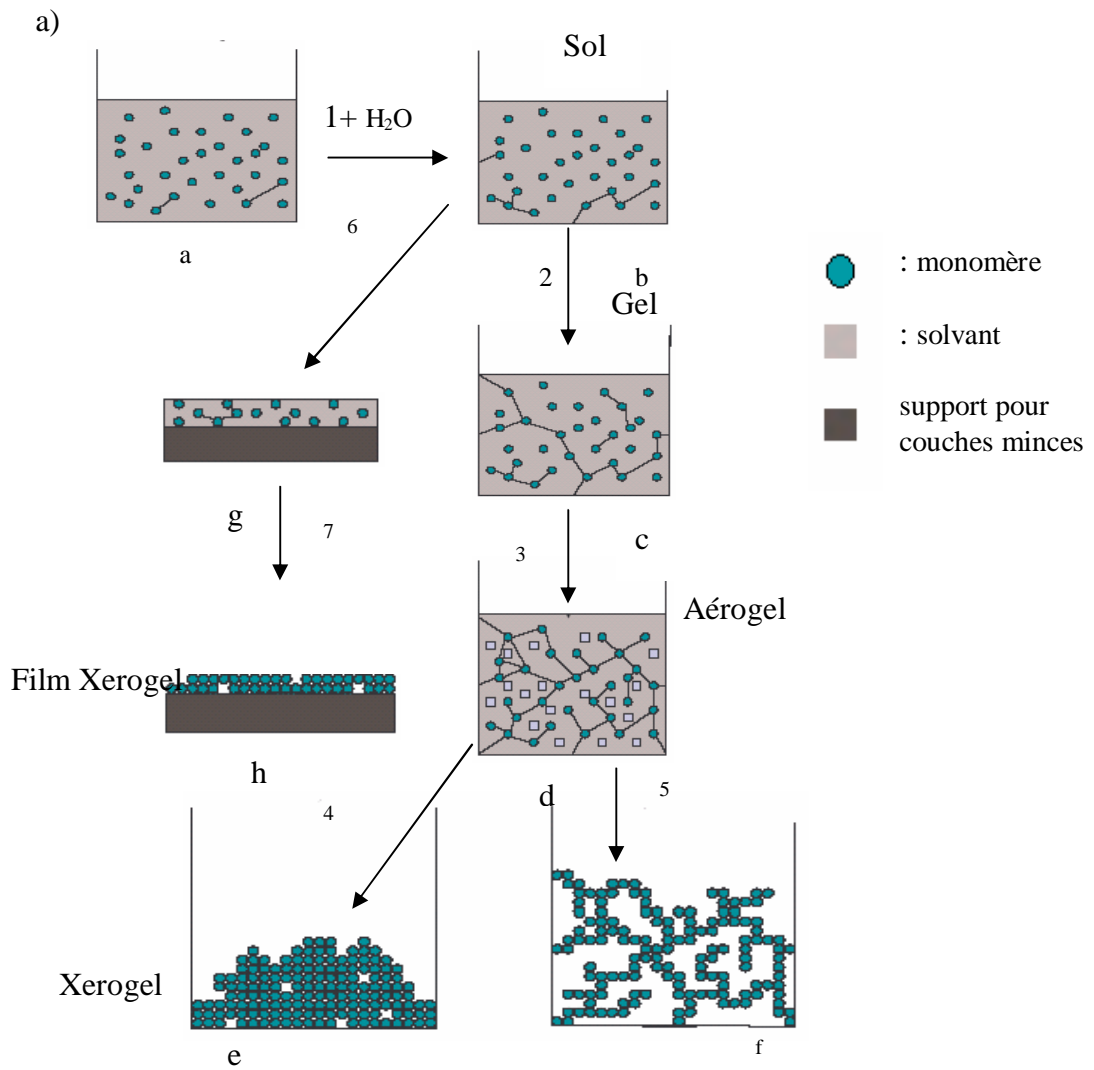 a)
Sol
1+ H₂O
6
a
2
b
Gel
: monomère
: solvant
support pour
couches minces
g
7
c
3
Aérogel
Film Xerogel
h
d
5
4
Xerogel
e
f